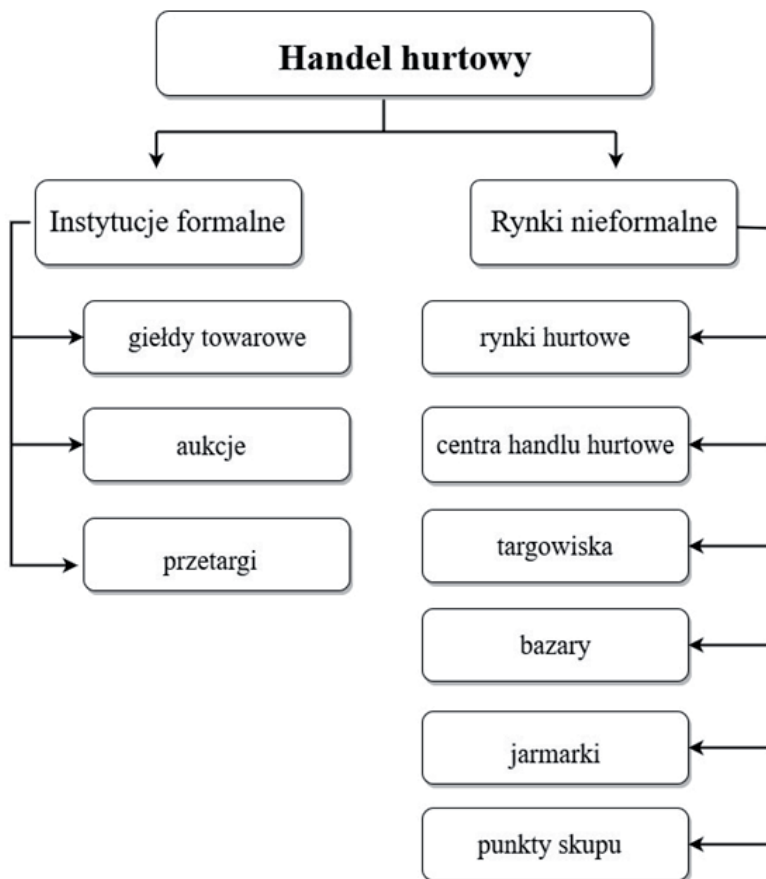 Handel hurtowy
Instytucje formalne
Rynki nieformalne
giełdy towarowe
rynki hurtowe
aukcje
centra handlu hurtowe
przetargi
targowiska
bazary
jarmarki
punkty skupu